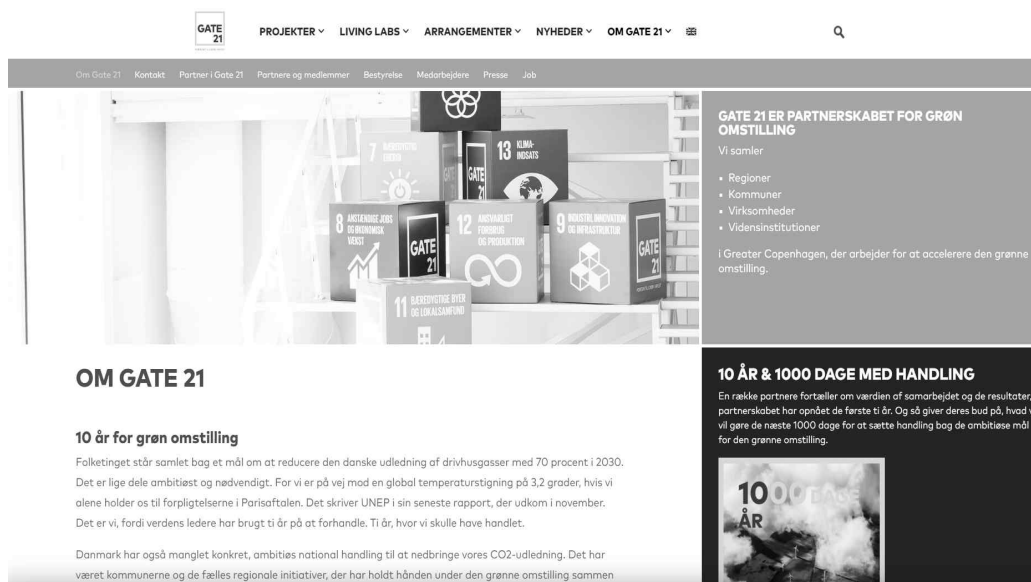 GATE
21
PROJEKTER
LIVING LABS
ARRANGEMENTER
NYHEDER
OM GATE 21
Om Gate 21 Kontakt Partner i Gate 21 Partnere og medlemmer Bestyrelse Medarbejdere Presse Job
7 BÆREDYGTIG
ENERGI
13 KLIMA-
INDSATS
GATE
21
8 ANSTÆNDIGE JOBS
OG ØKONOMISK
VÆKST
GATE
21
12 ANSVARLIGT
FORBRUG
OG PRODUKTION
9 INDUSTRI, INNOVATION
OG INFRASTRUKTUR
GATE
21
11 BÆREDYGTIGE BYER
OG LOKALSAMFUND
GATE 21 ER PARTNERSKABET FOR GRØN
OMSTILLING
Vi samler
• Regioner
• Kommuner
• Virksomheder
• Vidensinstitutioner
i Greater Copenhagen, der arbejder for at accelerere den grønne
omstilling.
OM GATE 21
10 år for grøn omstilling
Folketinget står samlet bag et mål om at reducere den danske udledning af drivhusgasser med 70 procent i 2030.
Det er lige dele ambitiøst og nødvendigt. For vi er på vej mod en global temperaturstigning på 3,2 grader, hvis vi
alene holder os til forpligtelserne i Parisaftalen. Det skriver UNEP i sin seneste rapport, der udkom i november.
Det er vi, fordi verdens ledere har brugt ti år på at forhandle. Ti år, hvor vi skulle have handlet.
Danmark har også manglet konkret, ambitiøs national handling til at nedbringe vores CO2-udledning. Det har
været kommunerne og de fælles regionale initiativer, der har holdt hånden under den grønne omstilling sammen
10 ÅR & 1000 DAGE MED HANDLING
En række partnere fortæller om værdien af samarbejdet og de resultater,
partnerskabet har opnået de første ti år. Og så giver deres bud på, hvad
vil gøre de næste 1000 dage for at sætte handling bag de ambitiøse mål
for den grønne omstilling.
1000 DAGE
ÅR